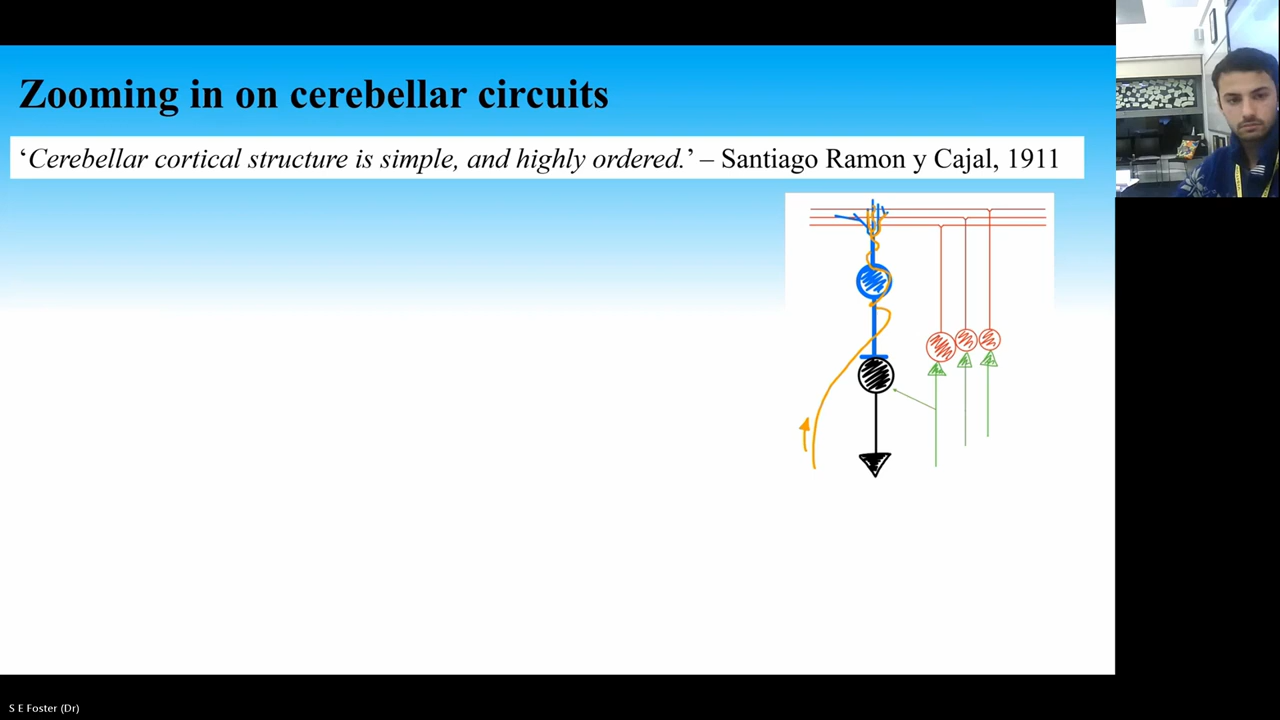 Zooming in on cerebellar circuits
‘Cerebellar cortical structure is simple, and highly ordered.’ – Santiago Ramon y Cajal, 1911
S E Foster (Dr)